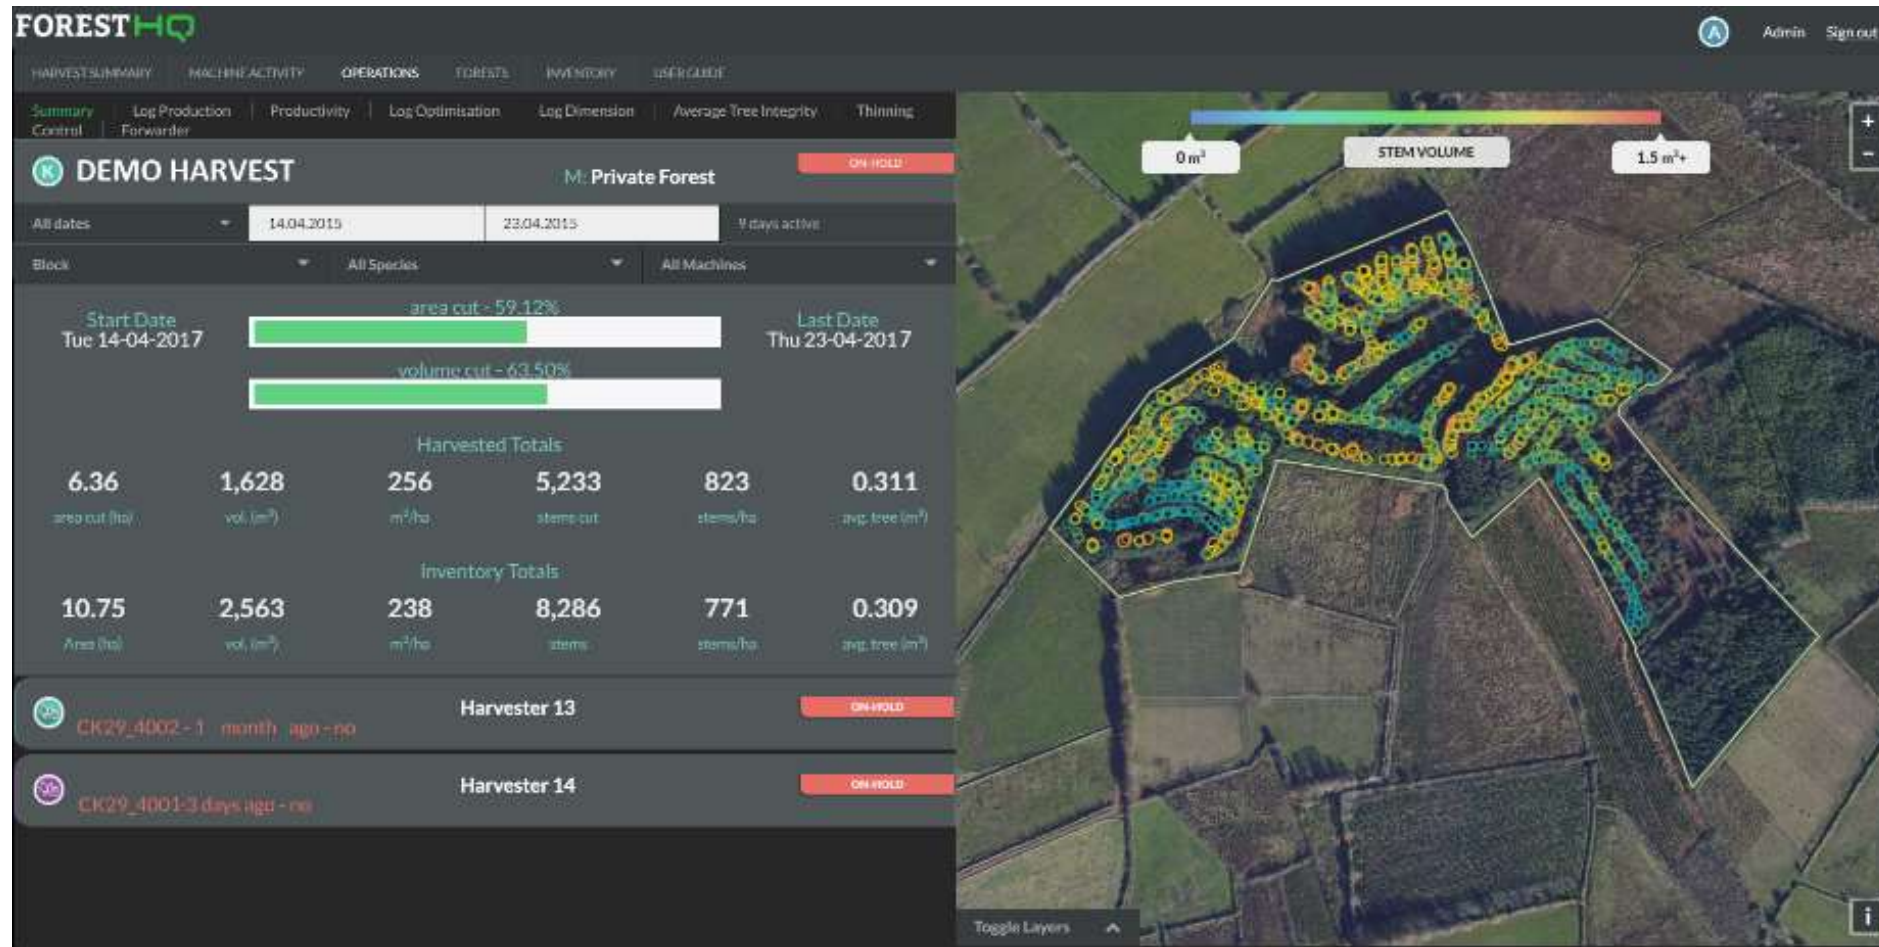 FOREST HQ
A Admin Sign out
HARVEST SUMMARY MACHINE ACTIVITY OPERATIONS FORESTS INVENTORY USER GUIDE
Summary Log Production Productivity Log Optimisation Log Dimension Average Tree Integrity Thinning
Control Forwarder
K DEMO HARVEST M: Private Forest ON-HOLD
All dates 14.04.2015 23.04.2015 9 days active
Block All Species All Machines
area cut - 59.12%
Start Date Last Date
Tue 14-04-2017 Thu 23-04-2017
volume cut - 63.50%
Harvested Totals
6.36 1,628 256 5,233 823 0.311
area cut (ha) vol. (m³) m³/ha stems cut stems/ha avg. tree (m³)
Inventory Totals
10.75 2,563 238 8,286 771 0.309
Area (ha) vol. (m³) m³/ha stems stems/ha avg. tree (m³)
Harvester 13 ON-HOLD
CK29_4002 - 1 month ago - no
Harvester 14 ON-HOLD
CK29_4001-3 days ago - no
0 m³ STEM VOLUME 1.5 m³+
+
−
Toggle Layers
i